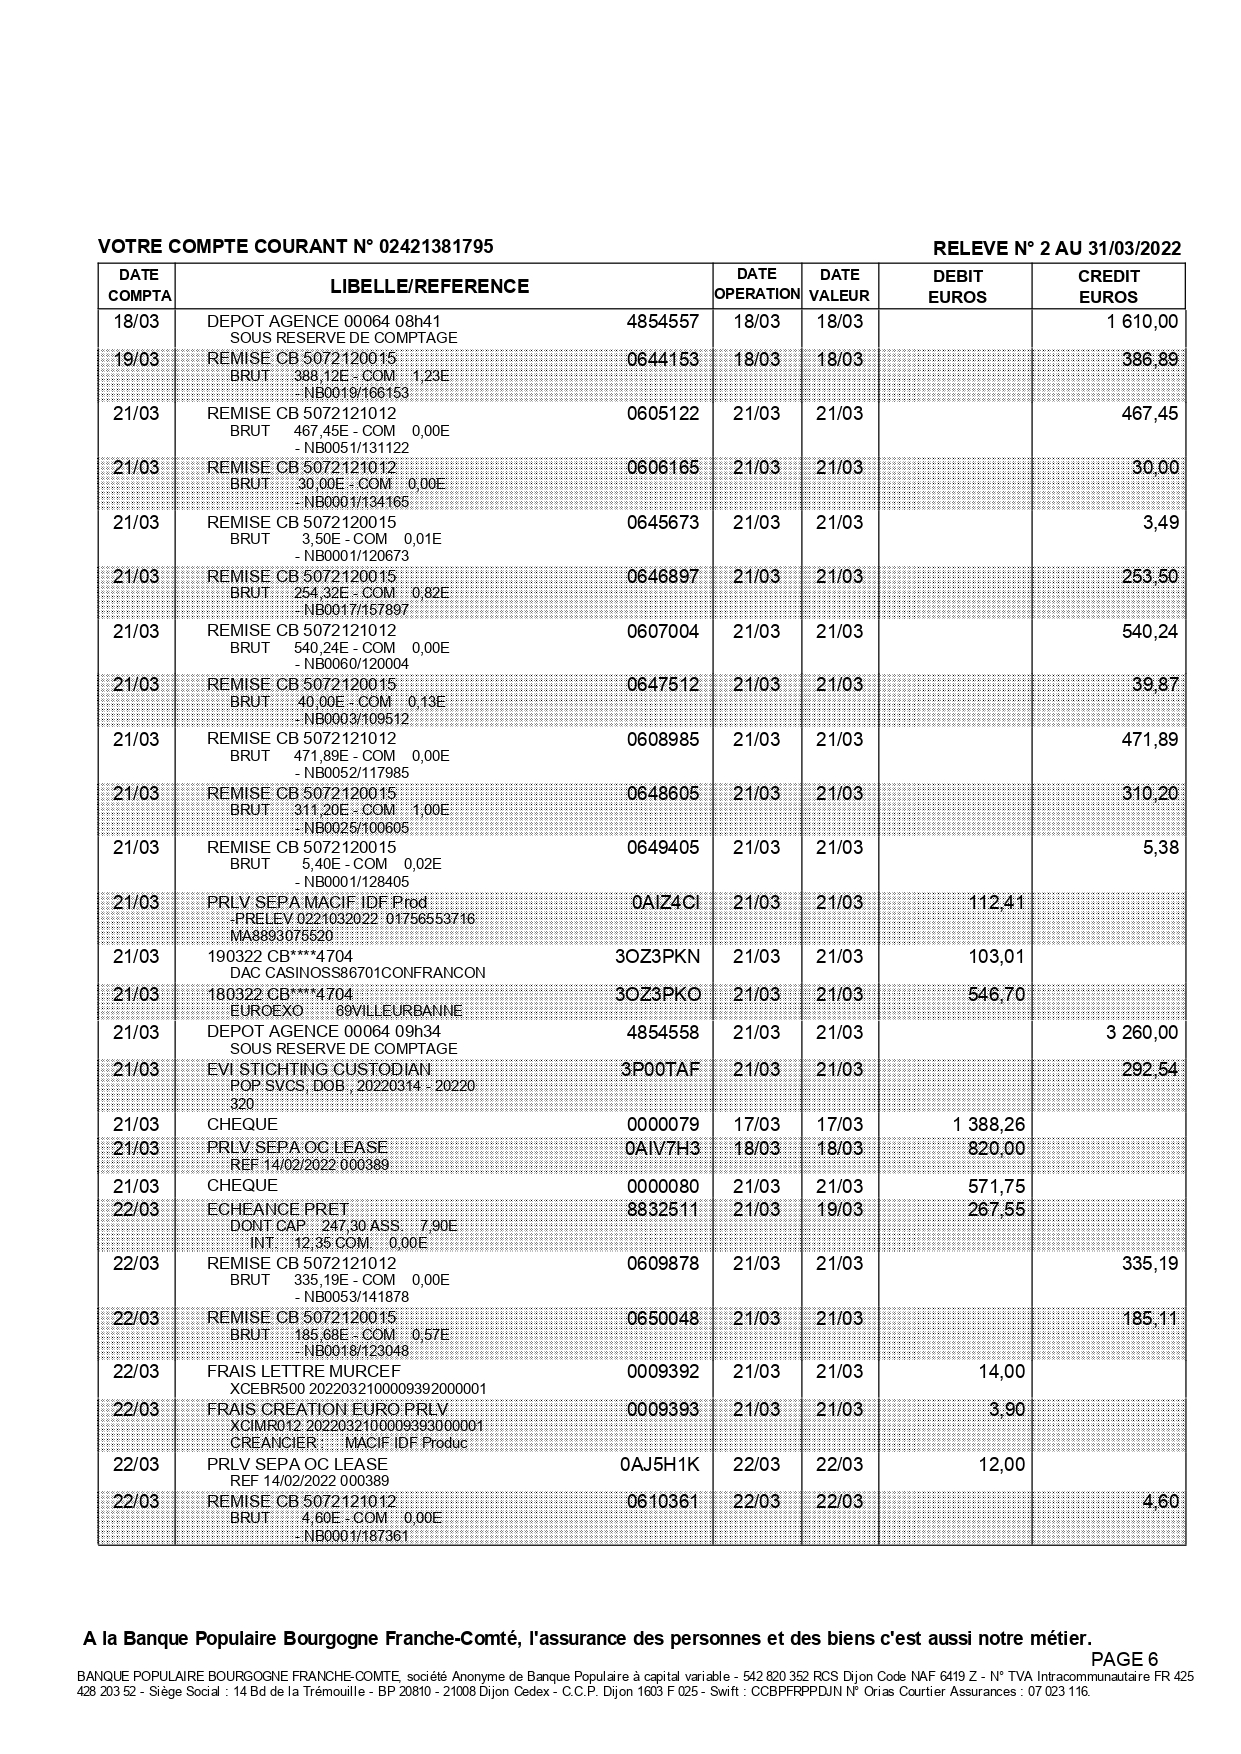 VOTRE COMPTE COURANT N° 02421381795
RELEVE N° 2 AU 31/03/2022
DATE COMPTA LIBELLE/REFERENCE DATE OPERATION DATE VALEUR DEBIT EUROS CREDIT EUROS
18/03 DEPOT AGENCE 00064 08h41 4854557 18/03 18/03 1 610,00
SOUS RESERVE DE COMPTAGE
19/03 REMISE CB 5072120015 0644153 18/03 18/03 386,89
BRUT 388,12E - COM 1,23E
- NB0019/166153
21/03 REMISE CB 5072121012 0605122 21/03 21/03 467,45
BRUT 467,45E - COM 0,00E
- NB0051/131122
21/03 REMISE CB 5072121012 0606165 21/03 21/03 30,00
BRUT 30,00E - COM 0,00E
- NB0001/134165
21/03 REMISE CB 5072120015 0645673 21/03 21/03 3,49
BRUT 3,50E - COM 0,01E
- NB0001/120673
21/03 REMISE CB 5072120015 0646897 21/03 21/03 253,50
BRUT 254,32E - COM 0,82E
- NB0017/157897
21/03 REMISE CB 5072121012 0607004 21/03 21/03 540,24
BRUT 540,24E - COM 0,00E
- NB0060/120004
21/03 REMISE CB 5072120015 0647512 21/03 21/03 39,87
BRUT 40,00E - COM 0,13E
- NB0003/109512
21/03 REMISE CB 5072121012 0608985 21/03 21/03 471,89
BRUT 471,89E - COM 0,00E
- NB0052/117985
21/03 REMISE CB 5072120015 0648605 21/03 21/03 310,20
BRUT 311,20E - COM 1,00E
- NB0025/100605
21/03 REMISE CB 5072120015 0649405 21/03 21/03 5,38
BRUT 5,40E - COM 0,02E
- NB0001/128405
21/03 PRLV SEPA MACIF IDF Prod 0AIZ4CI 21/03 21/03 112,41
-PRELEV 0221032022 01756553716
MA8893075520
21/03 190322 CB****4704 3OZ3PKN 21/03 21/03 103,01
DAC CASINOSS86701CONFRANCON
21/03 180322 CB****4704 3OZ3PKO 21/03 21/03 546,70
EUROEXO 69VILLEURBANNE
21/03 DEPOT AGENCE 00064 09h34 4854558 21/03 21/03 3 260,00
SOUS RESERVE DE COMPTAGE
21/03 EVI STICHTING CUSTODIAN 3P00TAF 21/03 21/03 292,54
POP SVCS, DOB , 20220314 - 20220
320
21/03 CHEQUE 0000079 17/03 17/03 1 388,26
21/03 PRLV SEPA OC LEASE 0AIV7H3 18/03 18/03 820,00
REF 14/02/2022 000389
21/03 CHEQUE 0000080 21/03 21/03 571,75
22/03 ECHEANCE PRET 8832511 21/03 19/03 267,55
DONT CAP 247,30 ASS. 7,90E
INT 12,35 COM. 0,00E
22/03 REMISE CB 5072121012 0609878 21/03 21/03 335,19
BRUT 335,19E - COM 0,00E
- NB0053/141878
22/03 REMISE CB 5072120015 0650048 21/03 21/03 185,11
BRUT 185,68E - COM 0,57E
- NB0018/123048
22/03 FRAIS LETTRE MURCEF 0009392 21/03 21/03 14,00
XCEBR500 2022032100009392000001
22/03 FRAIS CREATION EURO PRLV 0009393 21/03 21/03 3,90
XCIMR012 2022032100009393000001
CREANCIER : MACIF IDF Produc
22/03 PRLV SEPA OC LEASE 0AJ5H1K 22/03 22/03 12,00
REF 14/02/2022 000389
22/03 REMISE CB 5072121012 0610361 22/03 22/03 4,60
BRUT 4,60E - COM 0,00E
- NB0001/187361
A la Banque Populaire Bourgogne Franche-Comté, l'assurance des personnes et des biens c'est aussi notre métier.
PAGE 6
BANQUE POPULAIRE BOURGOGNE FRANCHE-COMTE, société Anonyme de Banque Populaire à capital variable - 542 820 352 RCS Dijon Code NAF 6419 Z - N° TVA Intracommunautaire FR 425
428 203 52 - Siège Social : 14 Bd de la Trémouille - BP 20810 - 21008 Dijon Cedex - C.C.P. Dijon 1603 F 025 - Swift : CCBPFRPPDJN N° Orias Courtier Assurances : 07 023 116.